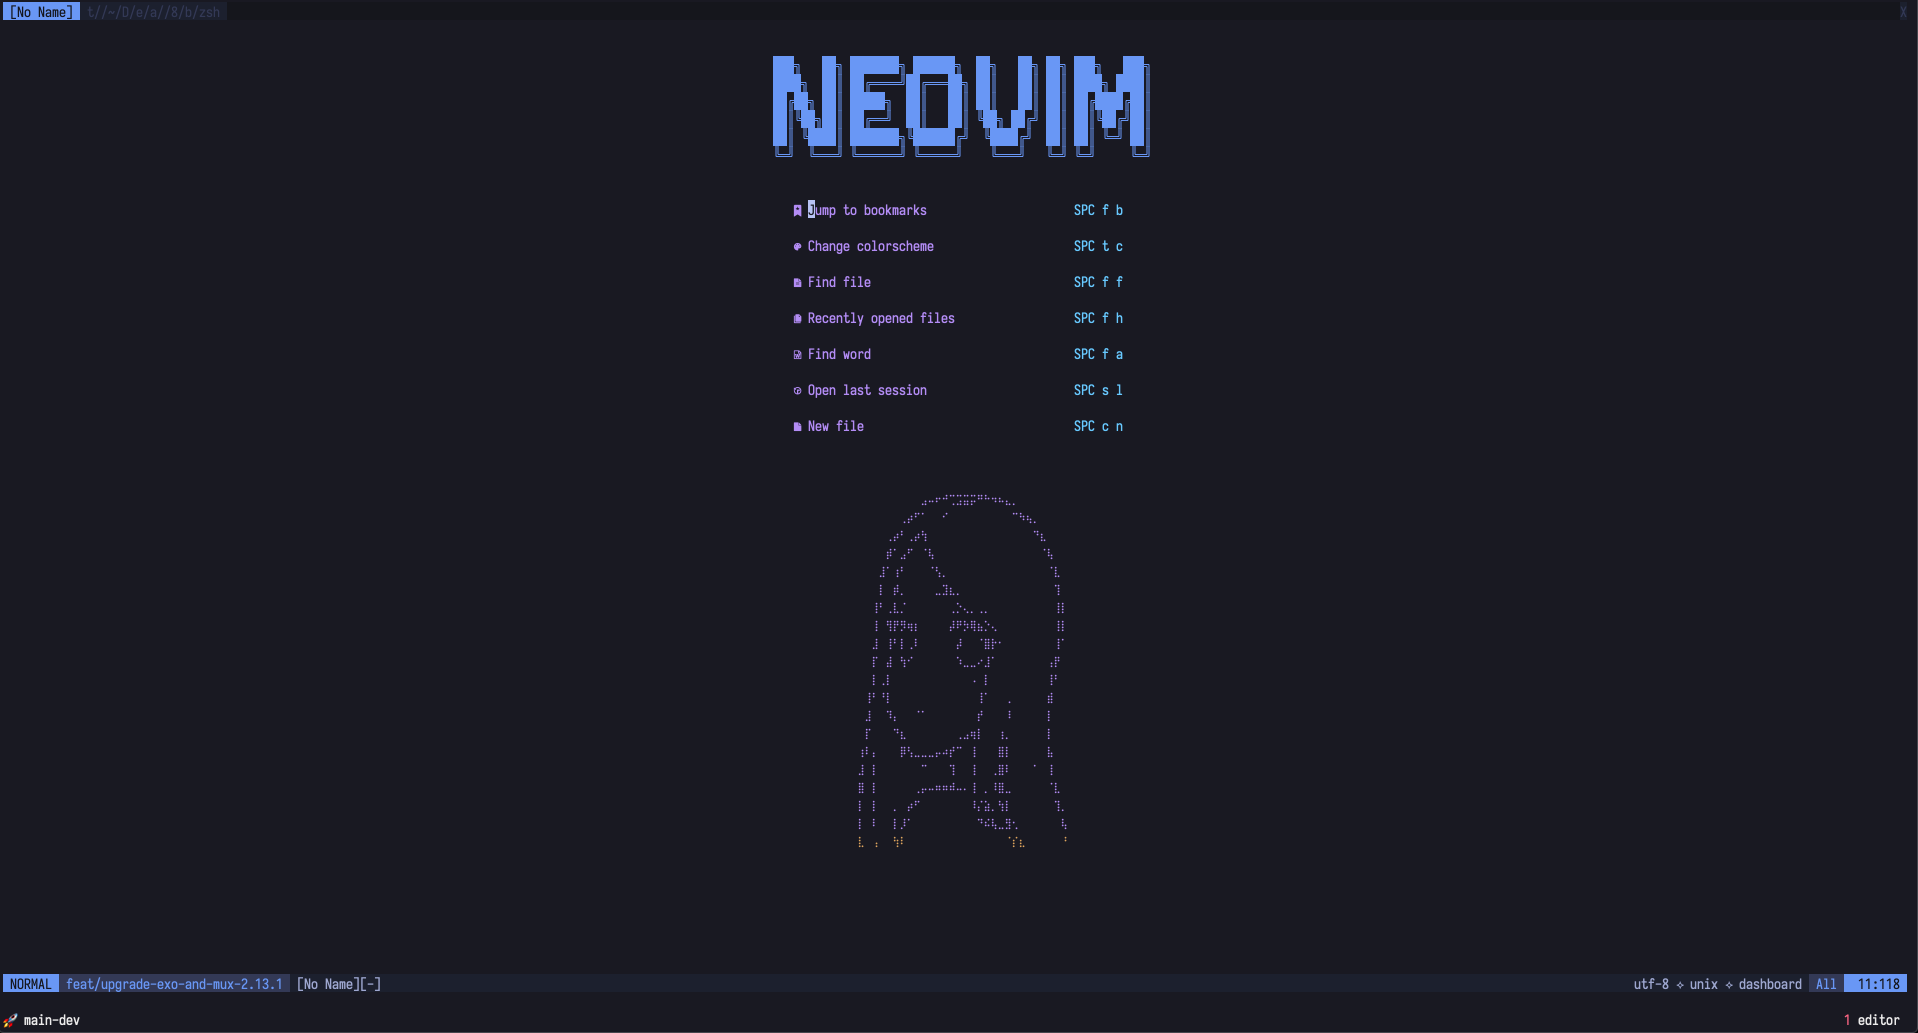 [No Name] t//~/D/e/a//8/b/zsh X
NEOVIM
Jump to bookmarks SPC f b
Change colorscheme SPC t c
Find file SPC f f
Recently opened files SPC f h
Find word SPC f a
Open last session SPC s l
New file SPC c n
NORMAL feat/upgrade-exo-and-mux-2.13.1 [No Name][-] utf-8 ⟡ unix ⟡ dashboard All 11:118
🚀 main-dev 1 editor